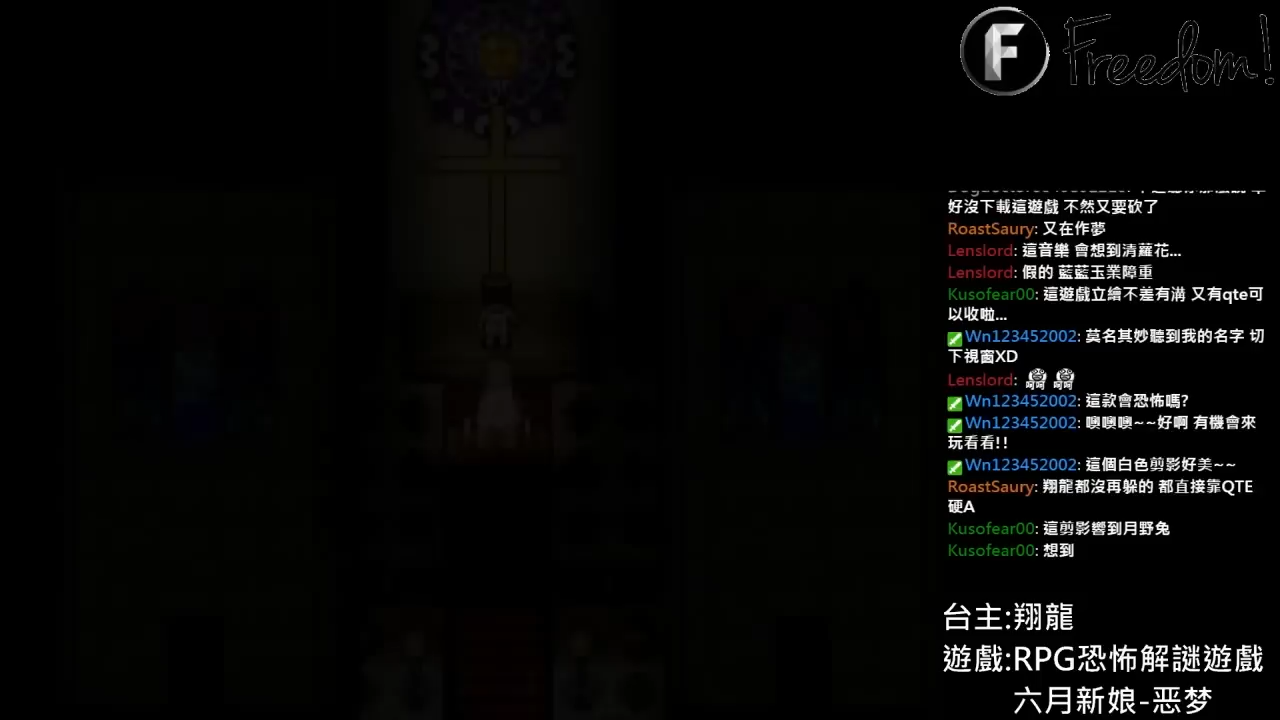 F Freedom!
好沒下載這遊戲 不然又要砍了
RoastSaury: 又在作夢
Lenslord: 這音樂 會想到清蘿花...
Lenslord: 假的 藍藍玉業障重
Kusofear00: 這遊戲立繪不差有溝 又有qte可
以收啦...
Wn123452002: 莫名其妙聽到我的名字 切
下視窗XD
Lenslord: 呵呵 呵呵
Wn123452002: 這款會恐怖嗎?
Wn123452002: 噢噢噢~~好啊 有機會來
玩看看!!
Wn123452002: 這個白色剪影好美~~
RoastSaury: 翔龍都沒再躲的 都直接靠QTE
硬A
Kusofear00: 這剪影響到月野兔
Kusofear00: 想到
台主:翔龍
遊戲:RPG恐怖解謎遊戲
六月新娘-恶梦